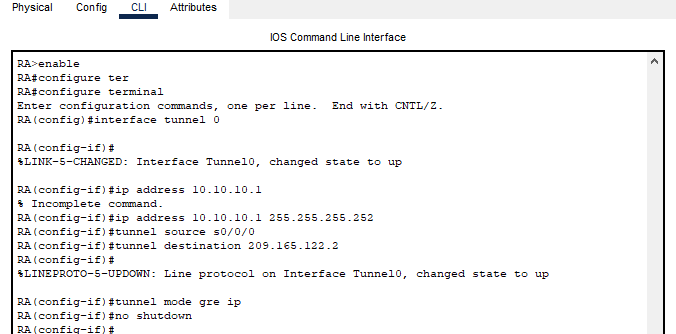 Physical Config CLI Attributes
IOS Command Line Interface
RA>enable
RA#configure ter
RA#configure terminal
Enter configuration commands, one per line.  End with CNTL/Z.
RA(config)#interface tunnel 0
RA(config-if)#
%LINK-5-CHANGED: Interface Tunnel0, changed state to up
RA(config-if)#ip address 10.10.10.1
% Incomplete command.
RA(config-if)#ip address 10.10.10.1 255.255.255.252
RA(config-if)#tunnel source s0/0/0
RA(config-if)#tunnel destination 209.165.122.2
RA(config-if)#
%LINEPROTO-5-UPDOWN: Line protocol on Interface Tunnel0, changed state to up
RA(config-if)#tunnel mode gre ip
RA(config-if)#no shutdown
RA(config-if)#